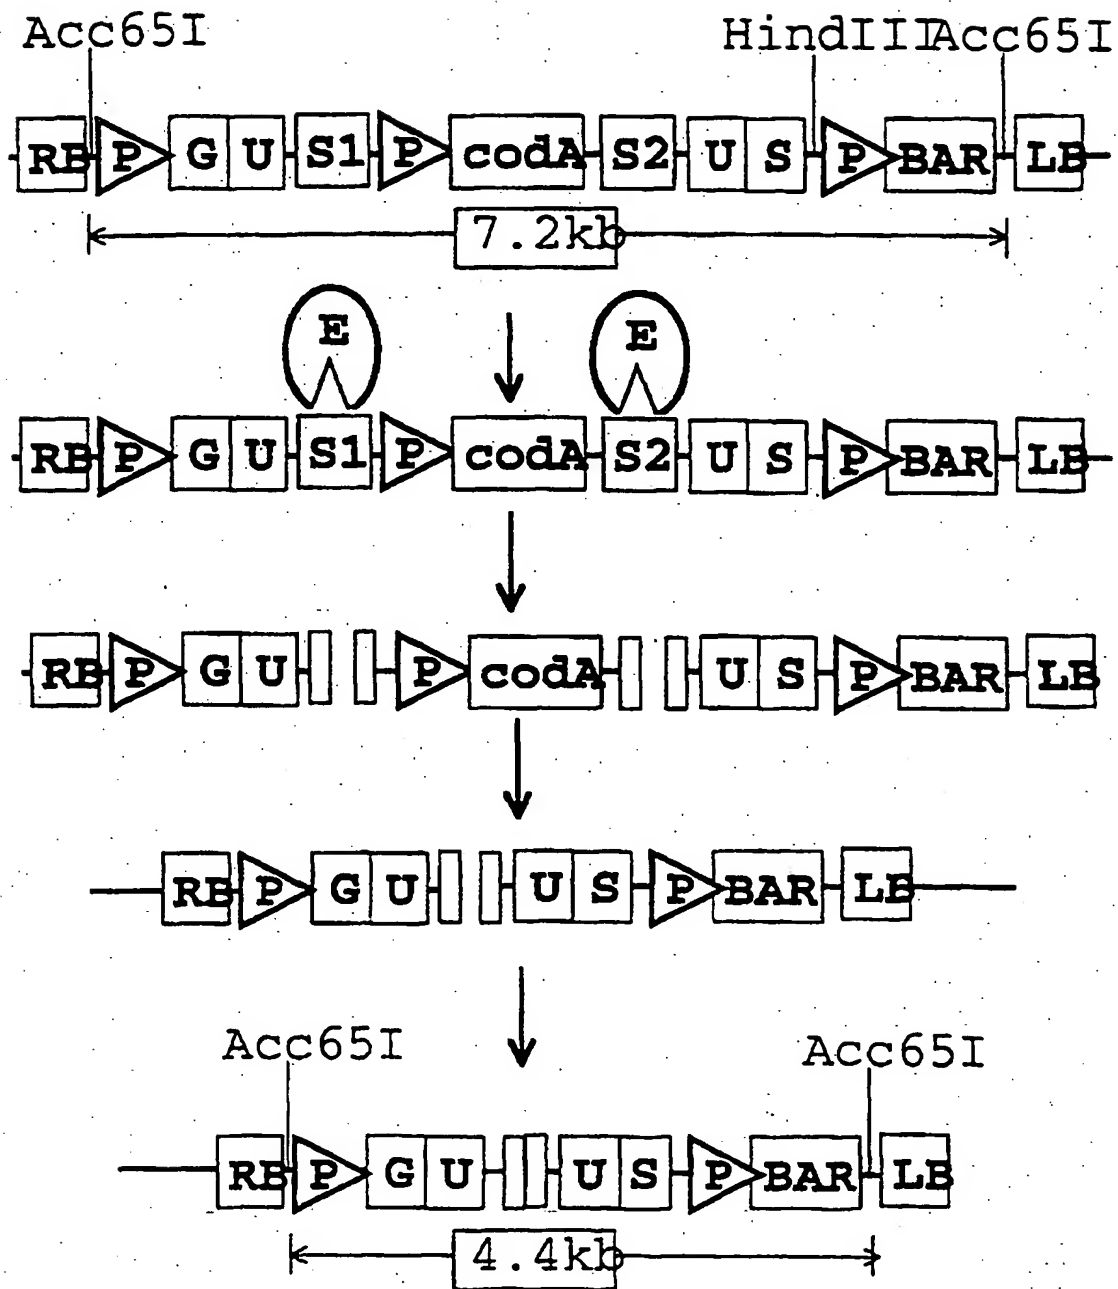 Acc65I HindIII Acc65I
RB P G U S1 P codA S2 U S P BAR LB
7.2kb
E E
RB P G U S1 P codA S2 U S P BAR LB
RB P G U P codA U S P BAR LB
RB P G U U S P BAR LB
Acc65I Acc65I
RB P G U U S P BAR LB
4.4kb